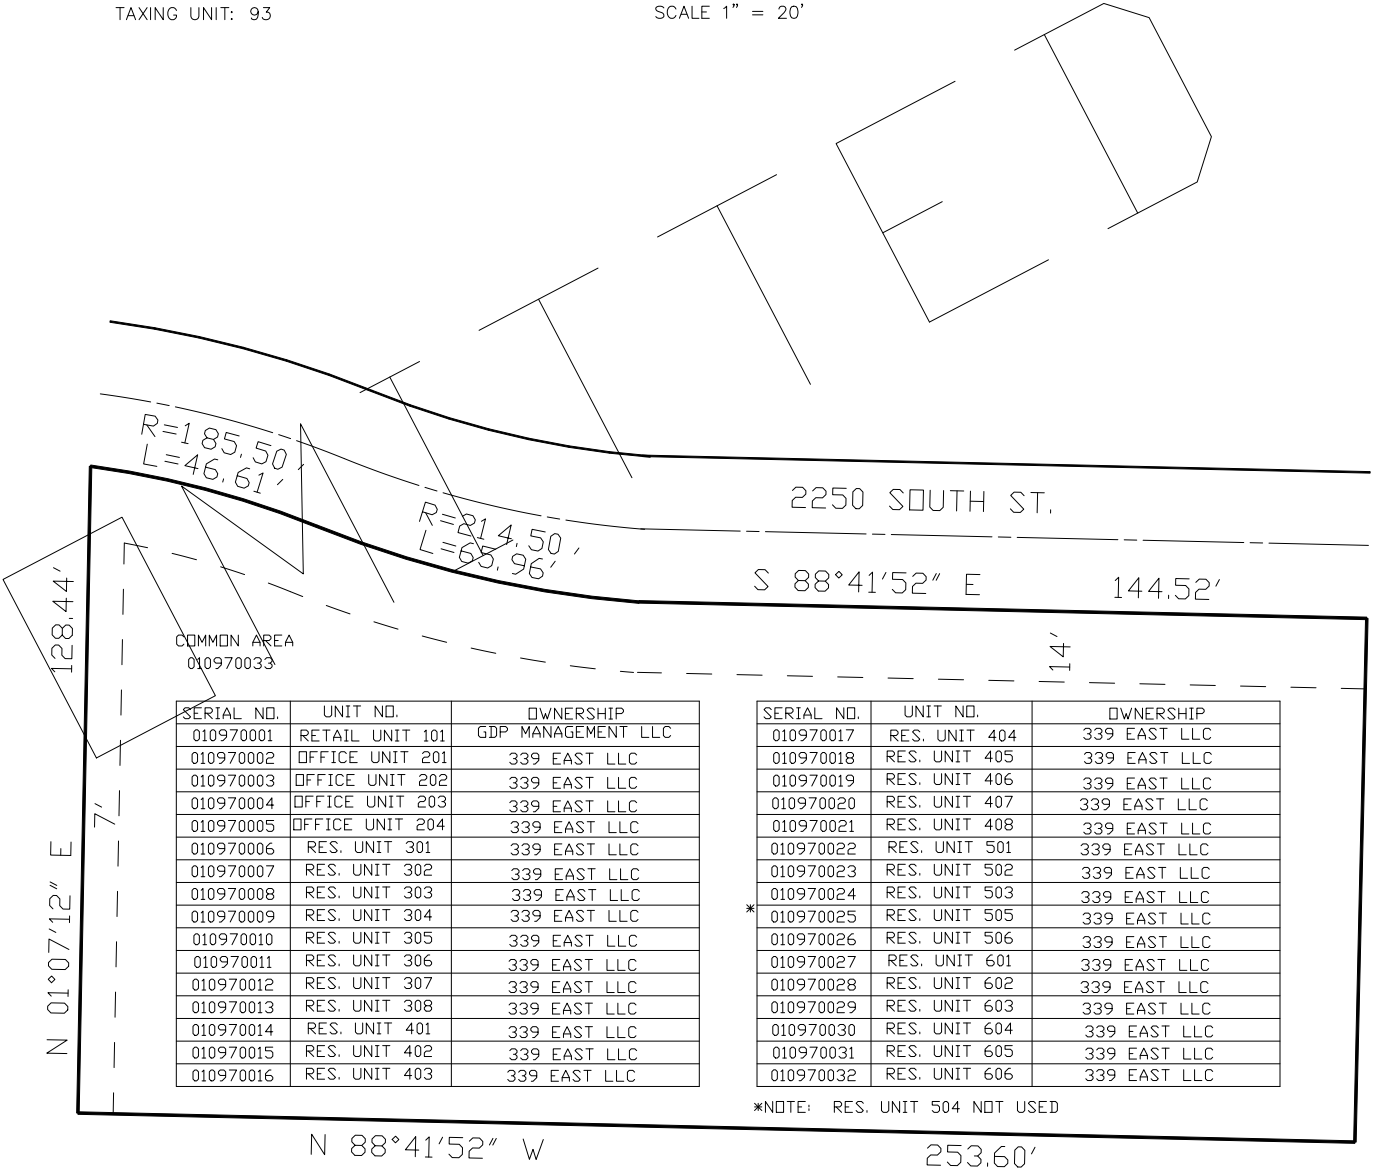 TAXING UNIT: 93
SCALE 1" = 20'
R=185.50'
L=46.61'
R=214.50'
L=65.96'
2250 SOUTH ST.
S 88°41'52" E 144.52'
128.44'
14'
COMMON AREA
010970033
7'
N 01°07'12" E
SERIAL NO. UNIT NO. OWNERSHIP
010970001 RETAIL UNIT 101 GDP MANAGEMENT LLC
010970002 OFFICE UNIT 201 339 EAST LLC
010970003 OFFICE UNIT 202 339 EAST LLC
010970004 OFFICE UNIT 203 339 EAST LLC
010970005 OFFICE UNIT 204 339 EAST LLC
010970006 RES. UNIT 301 339 EAST LLC
010970007 RES. UNIT 302 339 EAST LLC
010970008 RES. UNIT 303 339 EAST LLC
010970009 RES. UNIT 304 339 EAST LLC
010970010 RES. UNIT 305 339 EAST LLC
010970011 RES. UNIT 306 339 EAST LLC
010970012 RES. UNIT 307 339 EAST LLC
010970013 RES. UNIT 308 339 EAST LLC
010970014 RES. UNIT 401 339 EAST LLC
010970015 RES. UNIT 402 339 EAST LLC
010970016 RES. UNIT 403 339 EAST LLC
SERIAL NO. UNIT NO. OWNERSHIP
010970017 RES. UNIT 404 339 EAST LLC
010970018 RES. UNIT 405 339 EAST LLC
010970019 RES. UNIT 406 339 EAST LLC
010970020 RES. UNIT 407 339 EAST LLC
010970021 RES. UNIT 408 339 EAST LLC
010970022 RES. UNIT 501 339 EAST LLC
010970023 RES. UNIT 502 339 EAST LLC
010970024 RES. UNIT 503 339 EAST LLC
* 010970025 RES. UNIT 505 339 EAST LLC
010970026 RES. UNIT 506 339 EAST LLC
010970027 RES. UNIT 601 339 EAST LLC
010970028 RES. UNIT 602 339 EAST LLC
010970029 RES. UNIT 603 339 EAST LLC
010970030 RES. UNIT 604 339 EAST LLC
010970031 RES. UNIT 605 339 EAST LLC
010970032 RES. UNIT 606 339 EAST LLC
*NOTE: RES. UNIT 504 NOT USED
N 88°41'52" W 253.60'